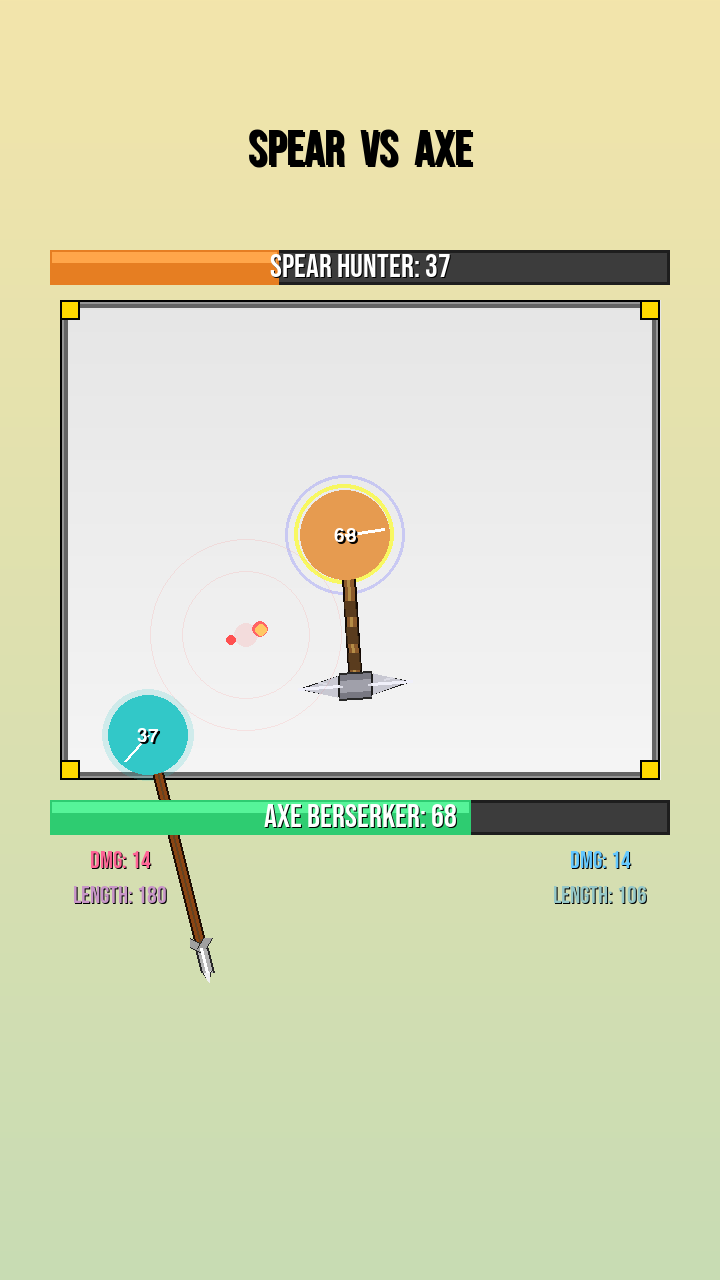 SPEAR VS AXE
SPEAR HUNTER: 37
68
37
AXE BERSERKER: 68
DMG: 14
DMG: 14
LENGTH: 180
LENGTH: 106